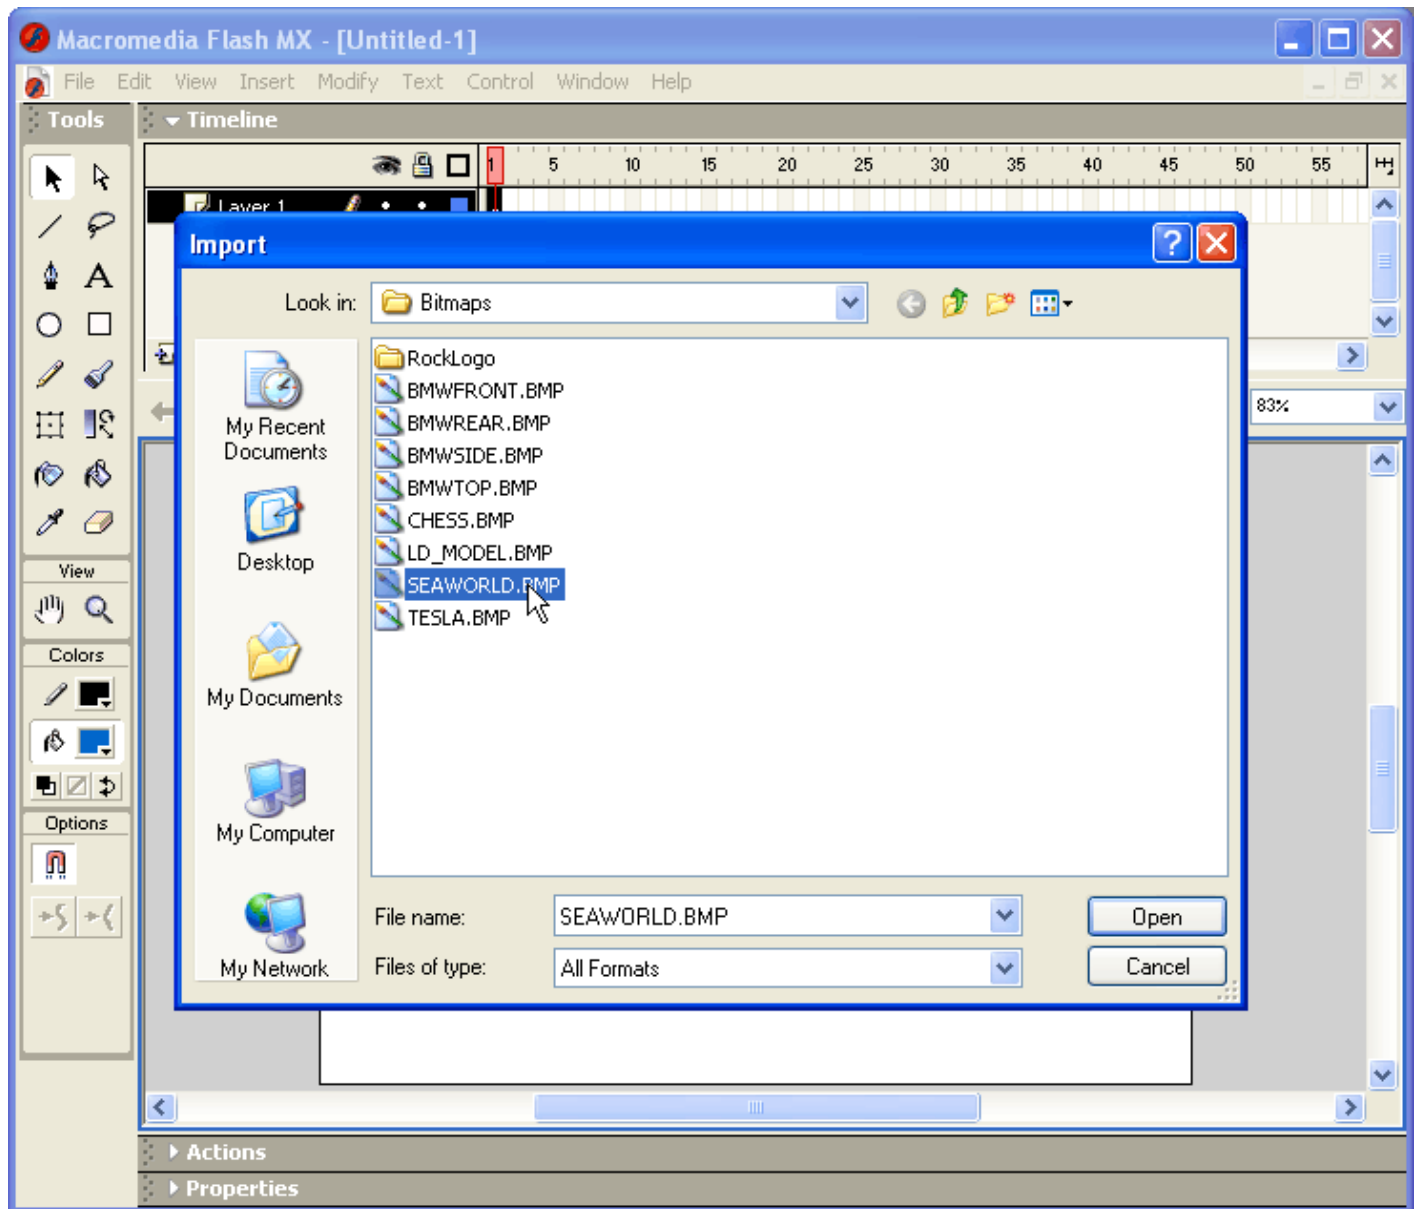 Macromedia Flash MX - [Untitled-1]
File Edit View Insert Modify Text Control Window Help
Tools
Timeline
1 5 10 15 20 25 30 35 40 45 50 55
Layer 1
Import
Look in: Bitmaps
RockLogo
BMWFRONT.BMP
BMWREAR.BMP
BMWSIDE.BMP
BMWTOP.BMP
CHESS.BMP
LD_MODEL.BMP
SEAWORLD.BMP
TESLA.BMP
My Recent
Documents
Desktop
My Documents
My Computer
My Network
File name: SEAWORLD.BMP Open
Files of type: All Formats Cancel
83%
View
Colors
Options
Actions
Properties